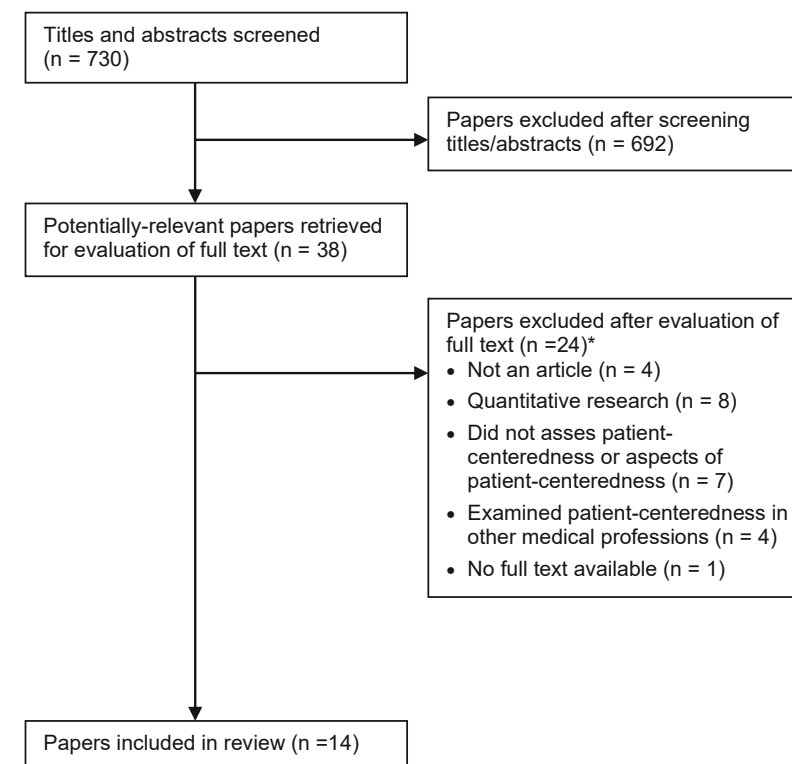 Titles and abstracts screened
(n = 730)
Papers excluded after screening
titles/abstracts (n = 692)
Potentially-relevant papers retrieved
for evaluation of full text (n = 38)
Papers excluded after evaluation of
full text (n =24)*
• Not an article (n = 4)
• Quantitative research (n = 8)
• Did not asses patient-
centeredness or aspects of
patient-centeredness (n = 7)
• Examined patient-centeredness in
other medical professions (n = 4)
• No full text available (n = 1)
Papers included in review (n =14)